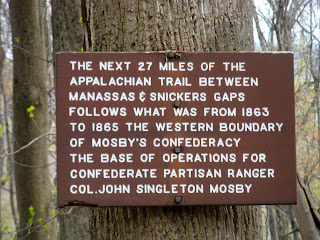 THE NEXT 27 MILES OF THE
APPALACHIAN TRAIL BETWEEN
MANASSAS & SNICKERS GAPS
FOLLOWS WHAT WAS FROM 1863
TO 1865 THE WESTERN BOUNDARY
OF MOSBY'S CONFEDERACY
THE BASE OF OPERATIONS FOR
CONFEDERATE PARTISAN RANGER
COL. JOHN SINGLETON MOSBY